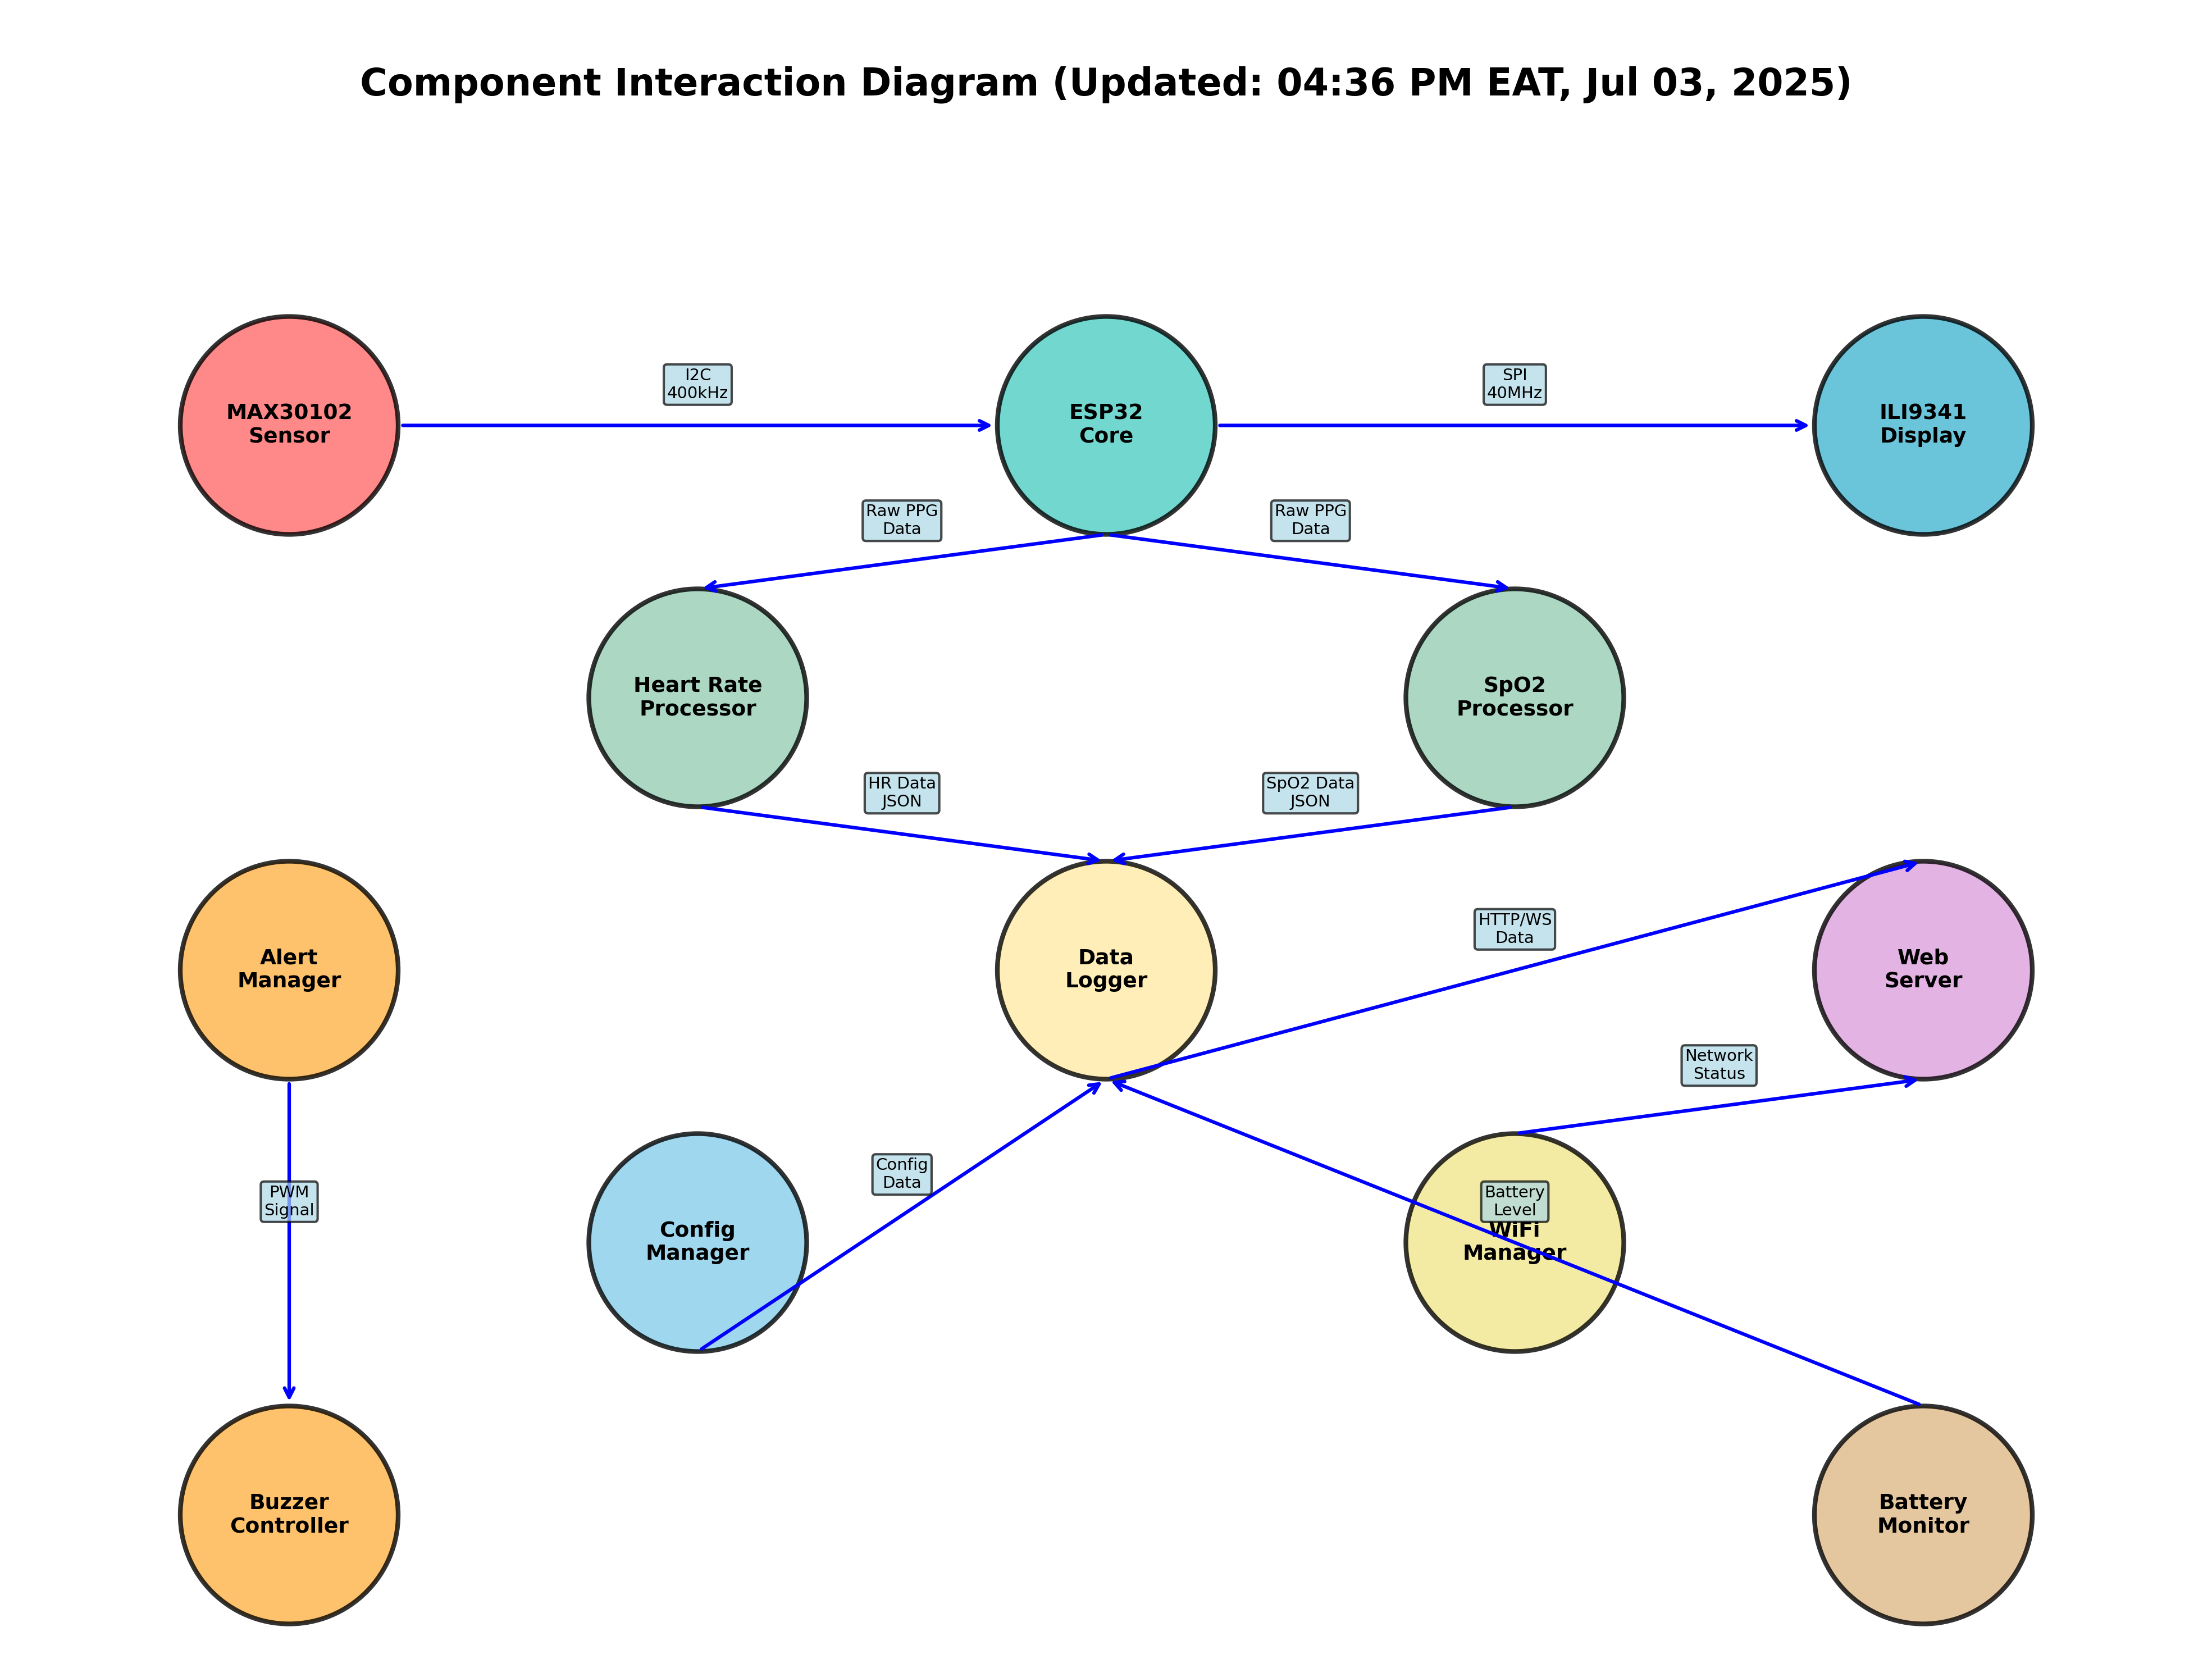 Component Interaction Diagram (Updated: 04:36 PM EAT, Jul 03, 2025)
I2C
400kHz
SPI
40MHz
MAX30102
Sensor
ESP32
Core
ILI9341
Display
Raw PPG
Data
Raw PPG
Data
Heart Rate
Processor
SpO2
Processor
HR Data
JSON
SpO2 Data
JSON
HTTP/WS
Data
Alert
Manager
Data
Logger
Web
Server
Network
Status
Config
Data
PWM
Signal
Battery
Level
Config
Manager
WiFi
Manager
Buzzer
Controller
Battery
Monitor